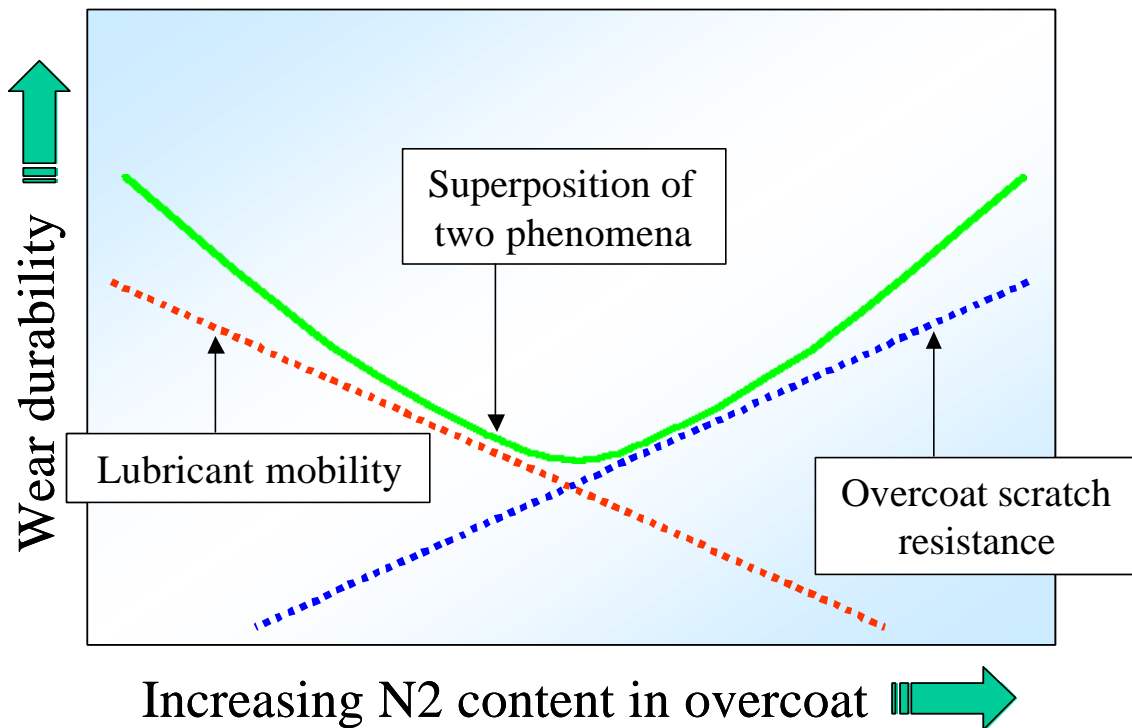 Wear durability
Superposition of
two phenomena
Lubricant mobility
Overcoat scratch
resistance
Increasing N2 content in overcoat